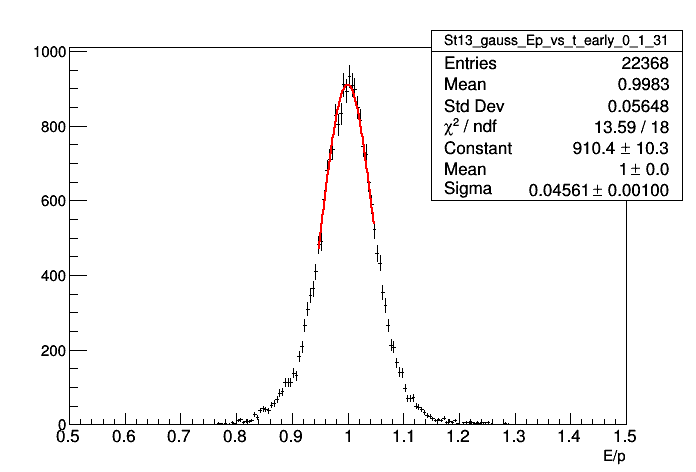 St13_gauss_Ep_vs_t_early_0_1_31
Entries 22368
Mean 0.9983
Std Dev 0.05648
χ² / ndf 13.59 / 18
Constant 910.4 ± 10.3
Mean 1 ± 0.0
Sigma 0.04561 ± 0.00100
1000
800
600
400
200
0
0.5 0.6 0.7 0.8 0.9 1 1.1 1.2 1.3 1.4 1.5
E/p